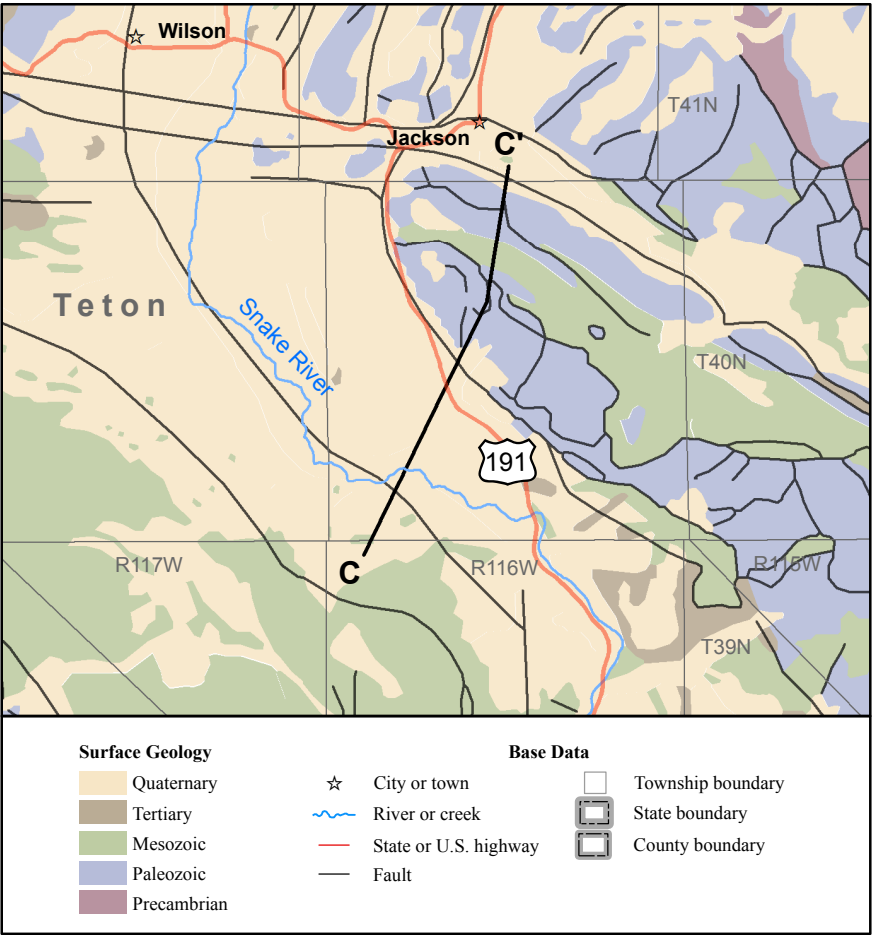 Wilson
T41N
Jackson
C'
Teton
Snake River
T40N
191
R117W
C
R116W
R115W
T39N
Surface Geology
Quaternary
Tertiary
Mesozoic
Paleozoic
Precambrian
Base Data
City or town
River or creek
State or U.S. highway
Fault
Township boundary
State boundary
County boundary